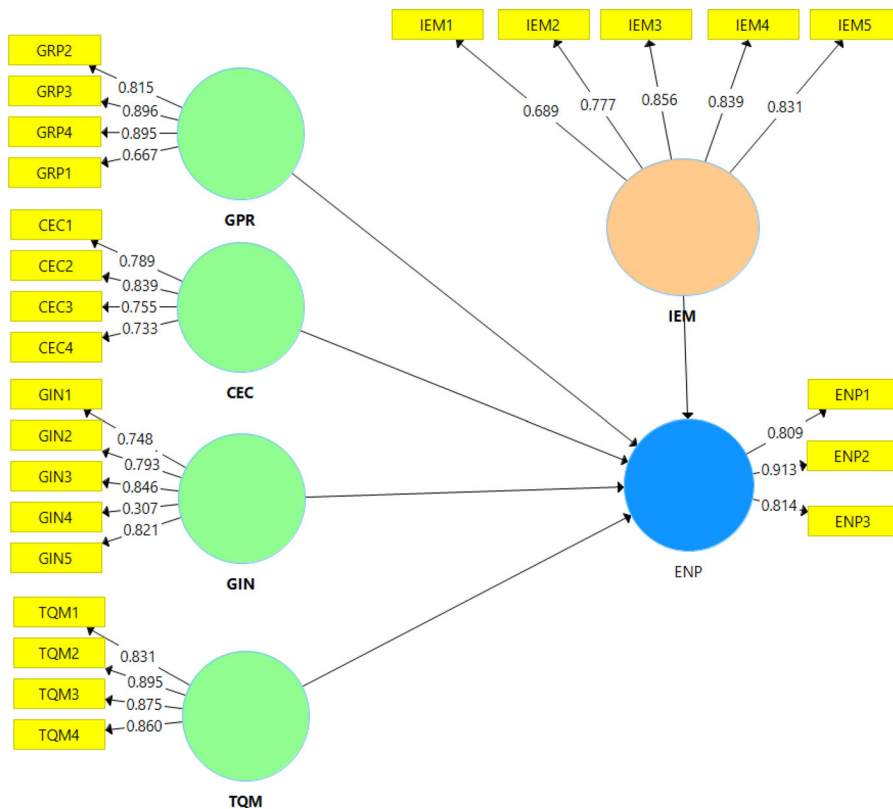 IEM1
IEM2
IEM3
IEM4
IEM5
0.689
0.777
0.856
0.839
0.831
IEM
GRP2
GRP3
GRP4
GRP1
0.815
0.896
0.895
0.667
GPR
CEC1
CEC2
CEC3
CEC4
0.789
0.839
0.755
0.733
CEC
GIN1
GIN2
GIN3
GIN4
GIN5
0.748
0.793
0.846
0.307
0.821
GIN
TQM1
TQM2
TQM3
TQM4
0.831
0.895
0.875
0.860
TQM
ENP1
ENP2
ENP3
0.809
0.913
0.814
ENP